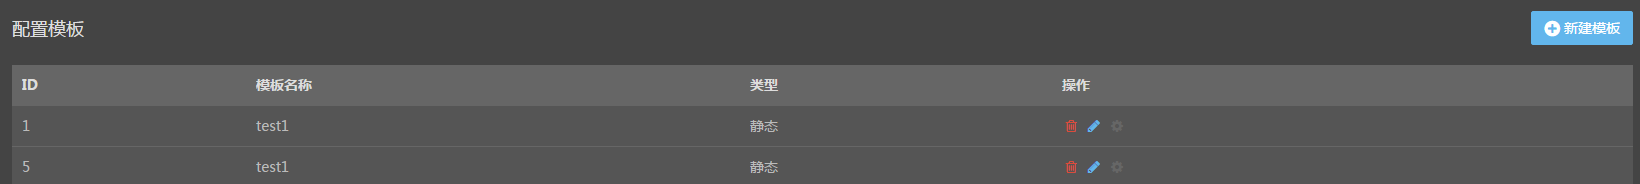 配置模板
新建模板
ID 模板名称 类型 操作
1 test1 静态
5 test1 静态